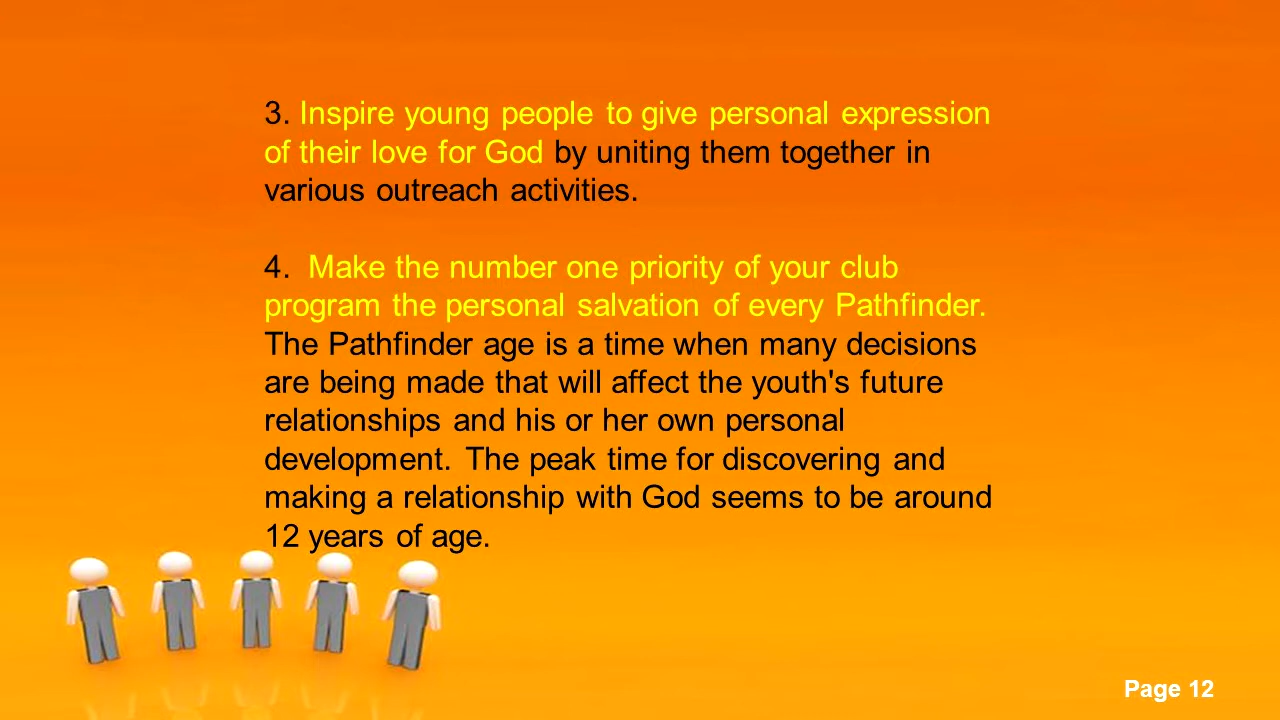 3. Inspire young people to give personal expression
of their love for God by uniting them together in
various outreach activities.
4. Make the number one priority of your club
program the personal salvation of every Pathfinder.
The Pathfinder age is a time when many decisions
are being made that will affect the youth's future
relationships and his or her own personal
development. The peak time for discovering and
making a relationship with God seems to be around
12 years of age.
Page 12